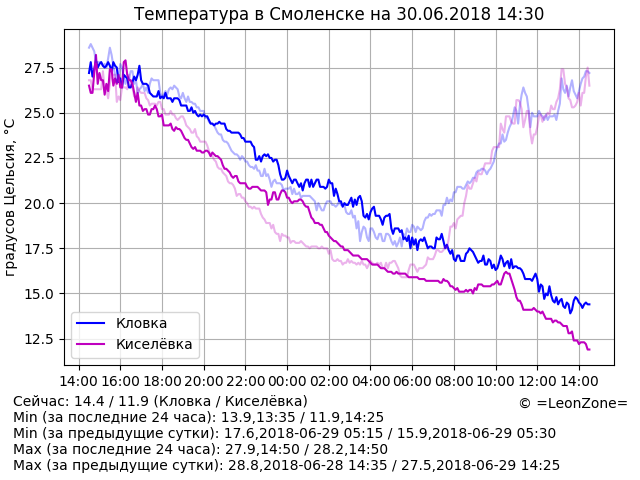 Температура в Смоленске на 30.06.2018 14:30
градусов Цельсия, °C
27.5
25.0
22.5
20.0
17.5
15.0
12.5
Кловка
Киселёвка
14:00 16:00 18:00 20:00 22:00 00:00 02:00 04:00 06:00 08:00 10:00 12:00 14:00
Сейчас: 14.4 / 11.9 (Кловка / Киселёвка)
© =LeonZone=
Min (за последние 24 часа): 13.9,13:35 / 11.9,14:25
Min (за предыдущие сутки): 17.6,2018-06-29 05:15 / 15.9,2018-06-29 05:30
Max (за последние 24 часа): 27.9,14:50 / 28.2,14:50
Max (за предыдущие сутки): 28.8,2018-06-28 14:35 / 27.5,2018-06-29 14:25